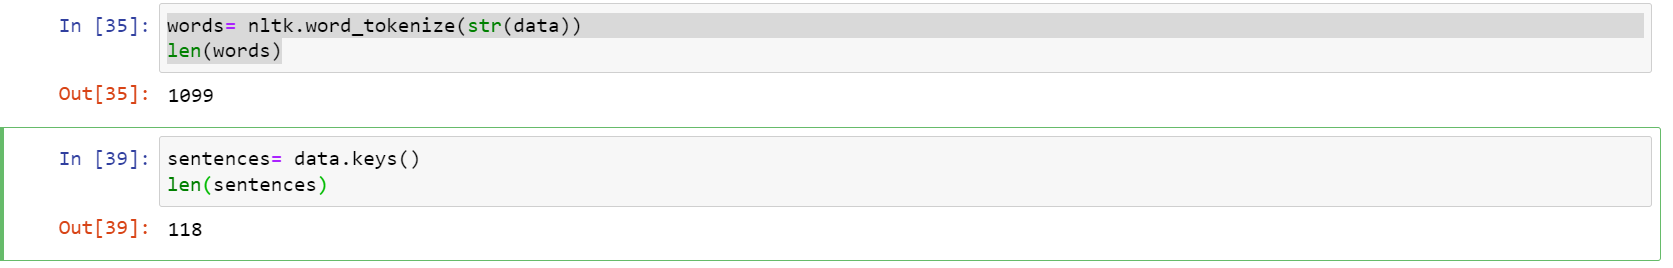 In [35]: words= nltk.word_tokenize(str(data))
len(words)
Out[35]: 1099
In [39]: sentences= data.keys()
len(sentences)
Out[39]: 118